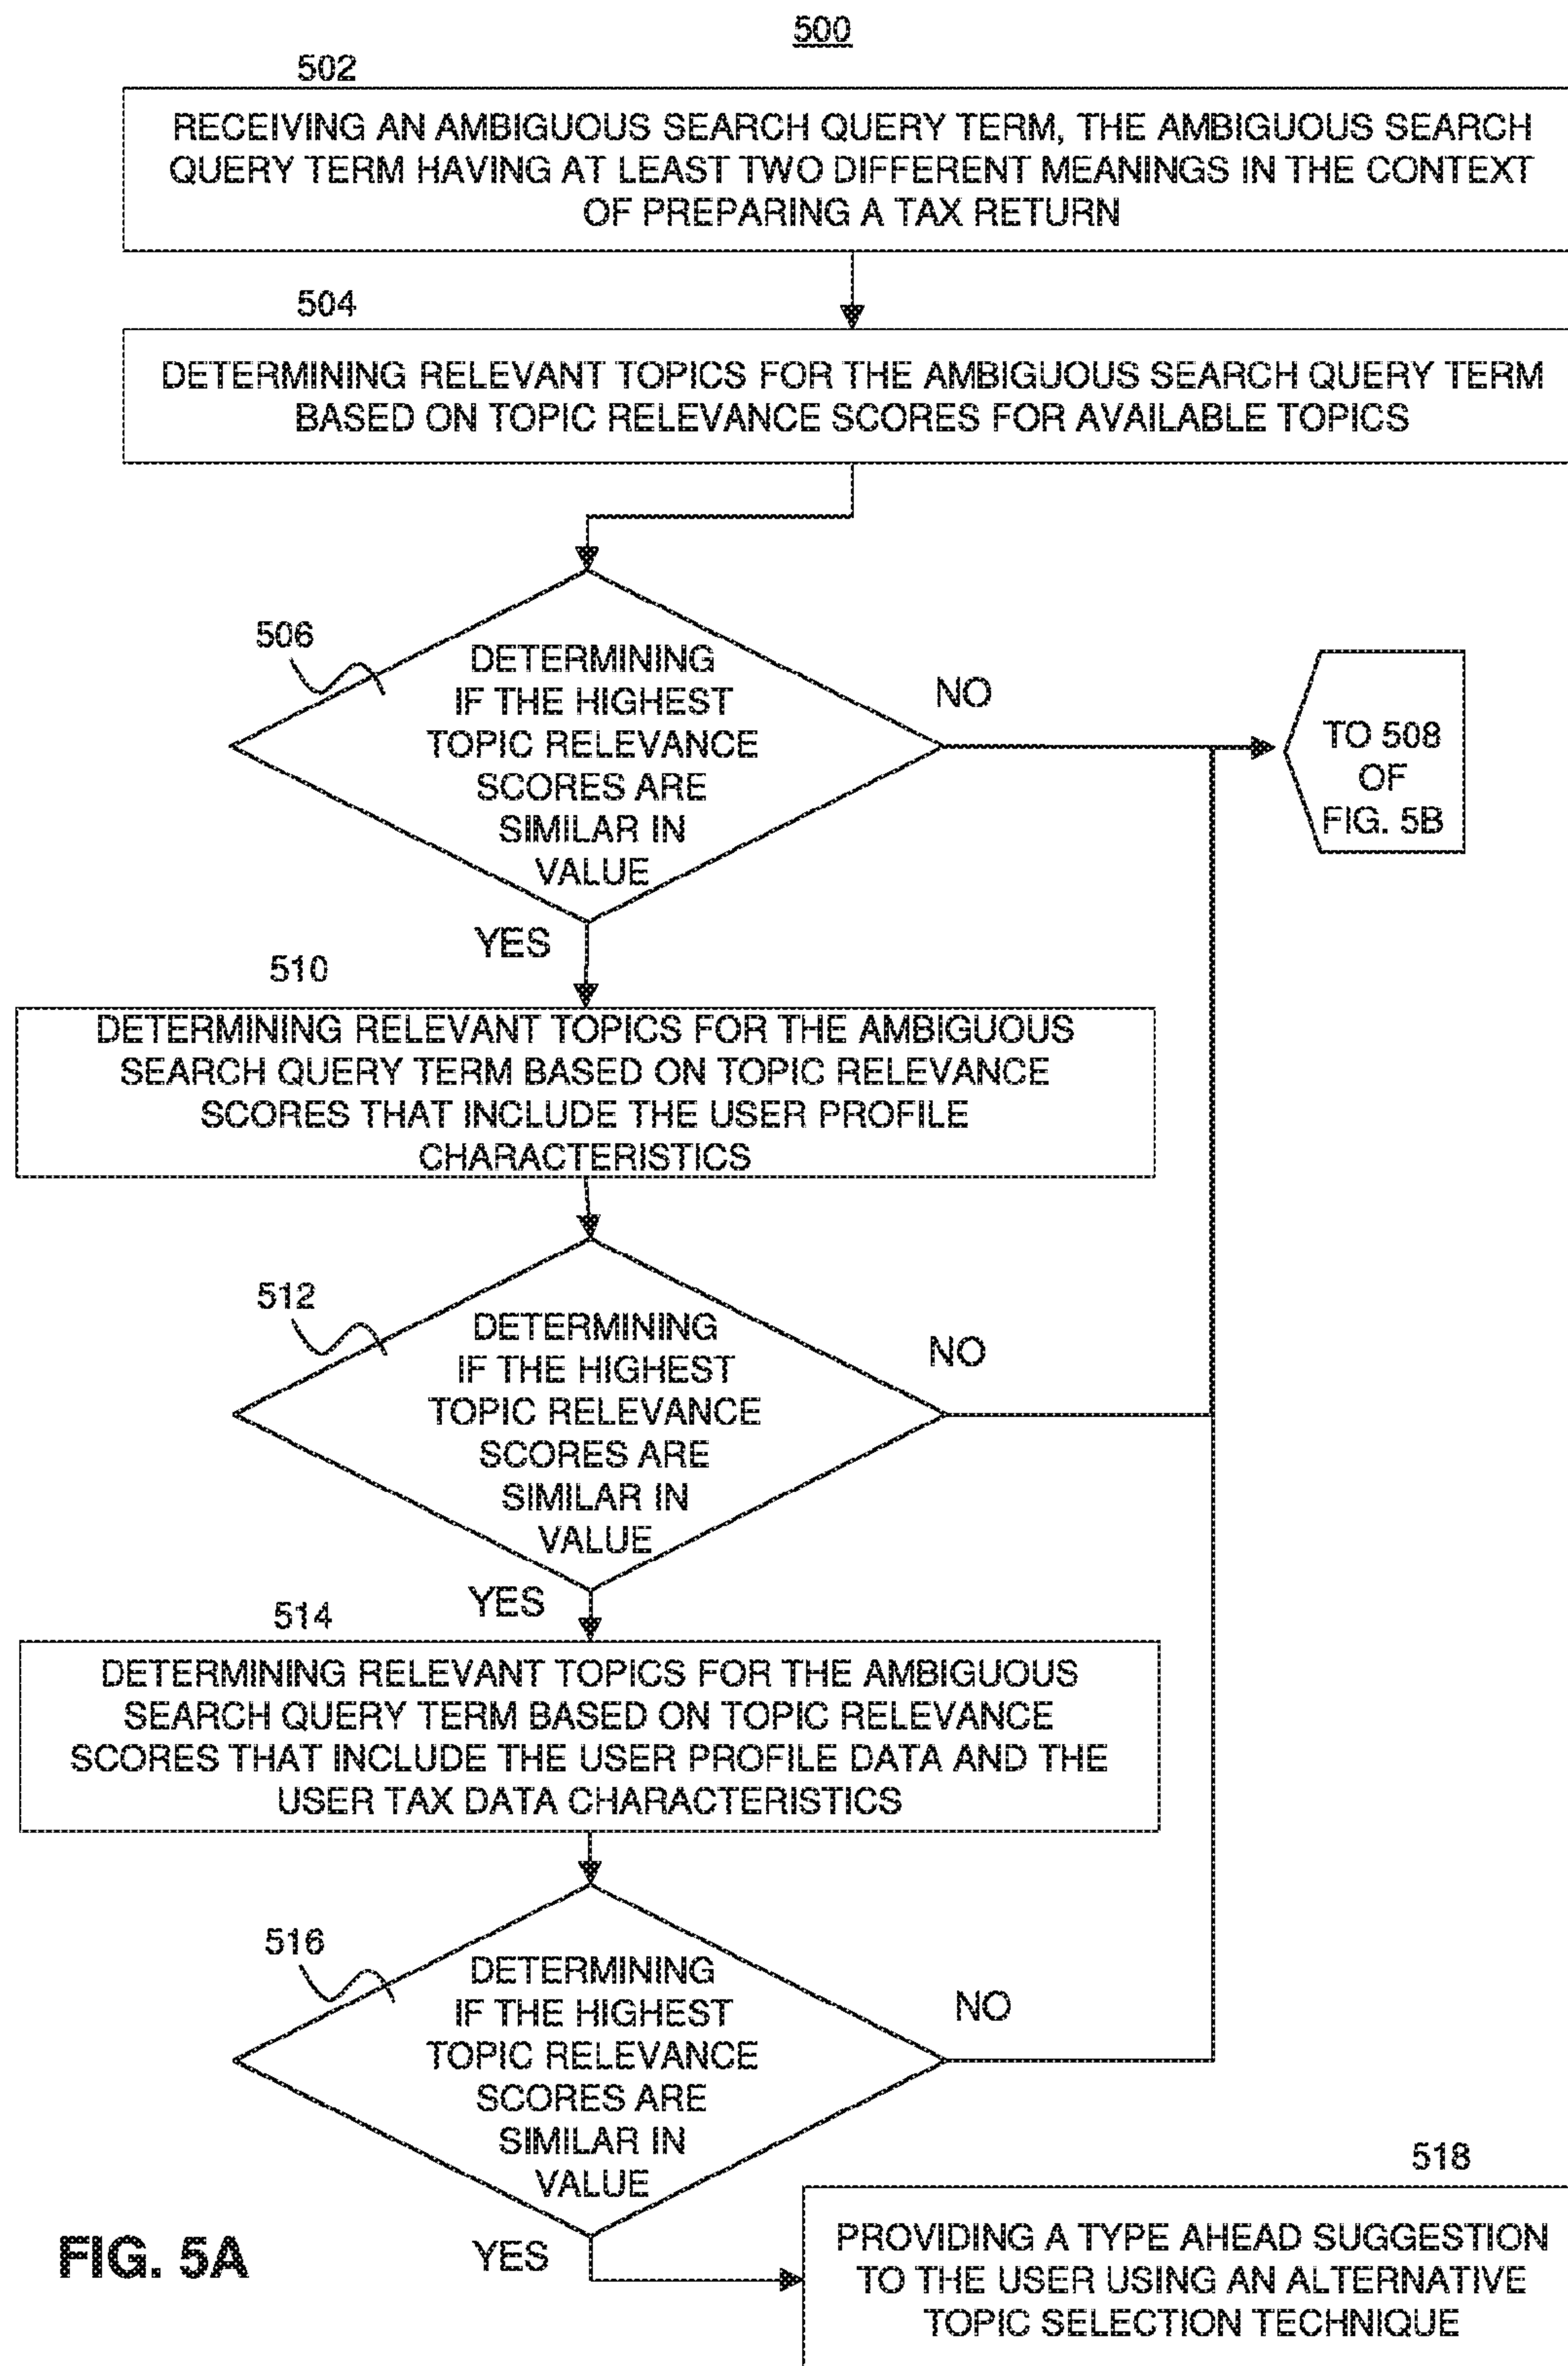 500
502
RECEIVING AN AMBIGUOUS SEARCH QUERY TERM, THE AMBIGUOUS SEARCH
QUERY TERM HAVING AT LEAST TWO DIFFERENT MEANINGS IN THE CONTEXT
OF PREPARING A TAX RETURN
504
DETERMINING RELEVANT TOPICS FOR THE AMBIGUOUS SEARCH QUERY TERM
BASED ON TOPIC RELEVANCE SCORES FOR AVAILABLE TOPICS
506
DETERMINING
IF THE HIGHEST
TOPIC RELEVANCE
SCORES ARE
SIMILAR IN
VALUE
NO
TO 508
OF
FIG. 5B
YES
510
DETERMINING RELEVANT TOPICS FOR THE AMBIGUOUS
SEARCH QUERY TERM BASED ON TOPIC RELEVANCE
SCORES THAT INCLUDE THE USER PROFILE
CHARACTERISTICS
512
DETERMINING
IF THE HIGHEST
TOPIC RELEVANCE
SCORES ARE
SIMILAR IN
VALUE
NO
YES
514
DETERMINING RELEVANT TOPICS FOR THE AMBIGUOUS
SEARCH QUERY TERM BASED ON TOPIC RELEVANCE
SCORES THAT INCLUDE THE USER PROFILE DATA AND THE
USER TAX DATA CHARACTERISTICS
516
DETERMINING
IF THE HIGHEST
TOPIC RELEVANCE
SCORES ARE
SIMILAR IN
VALUE
NO
YES
518
PROVIDING A TYPE AHEAD SUGGESTION
TO THE USER USING AN ALTERNATIVE
TOPIC SELECTION TECHNIQUE
FIG. 5A